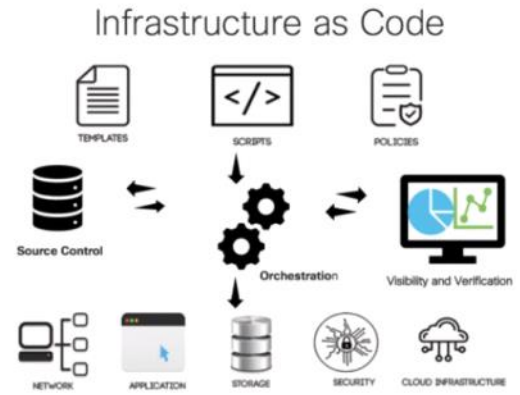 Infrastructure as Code
</>
TEMPLATES
SCRIPTS
POLICIES
Source Control
Orchestration
Visibility and Verification
NETWORK
APPLICATION
STORAGE
SECURITY
CLOUD INFRASTRUCTURE